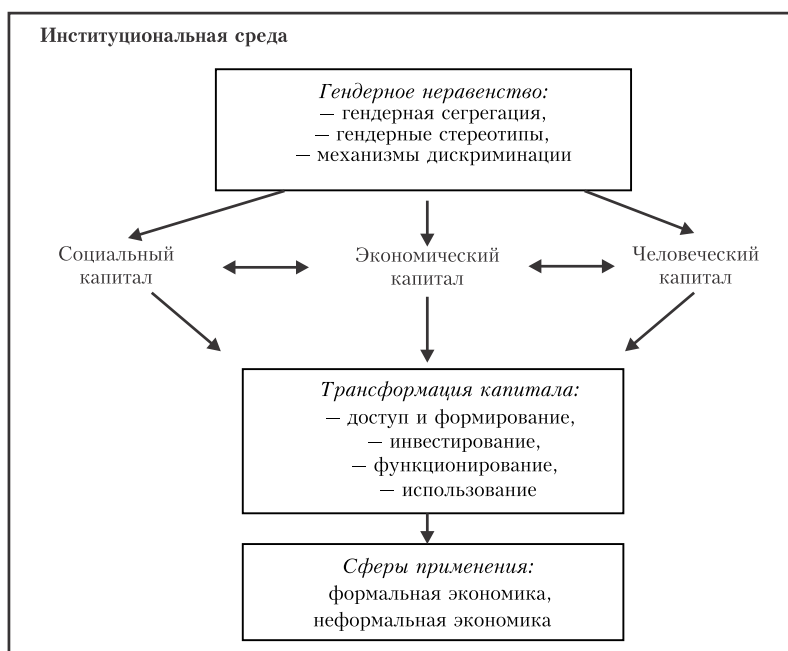 Институциональная среда
Гендерное неравенство:
— гендерная сегрегация,
— гендерные стереотипы,
— механизмы дискриминации
Социальный
капитал
Экономический
капитал
Человеческий
капитал
Трансформация капитала:
— доступ и формирование,
— инвестирование,
— функционирование,
— использование
Сферы применения:
формальная экономика,
неформальная экономика